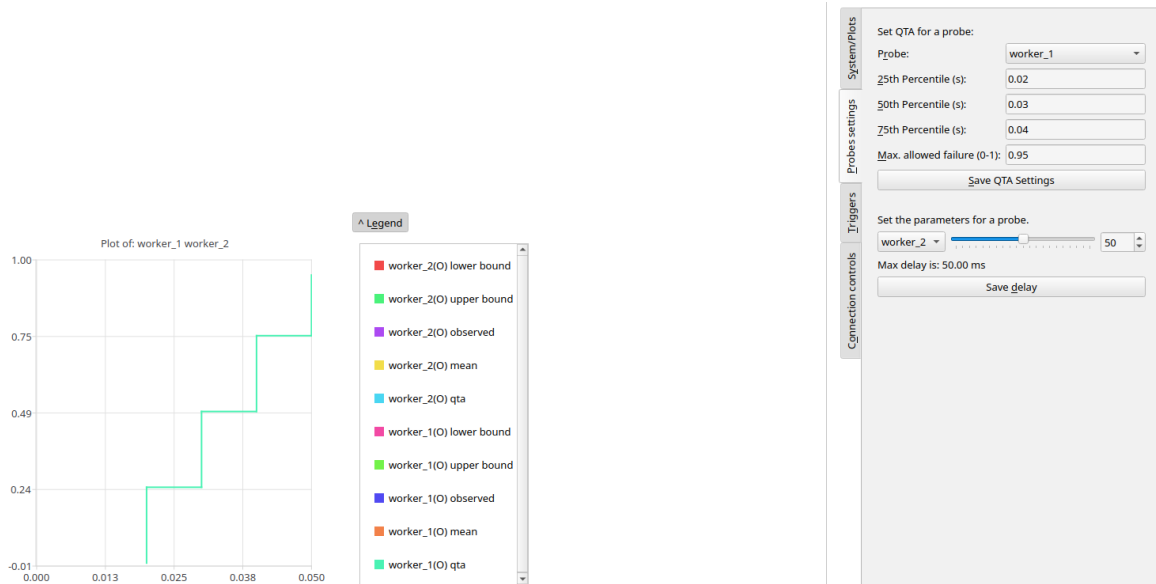 ^ Legend
Plot of: worker_1 worker_2
1.00
0.75
0.49
0.24
-0.01
0.000 0.013 0.025 0.038 0.050
worker_2(O) lower bound
worker_2(O) upper bound
worker_2(O) observed
worker_2(O) mean
worker_2(O) qta
worker_1(O) lower bound
worker_1(O) upper bound
worker_1(O) observed
worker_1(O) mean
worker_1(O) qta
System/Plots
Probes settings
Triggers
Connection controls
Set QTA for a probe:
Probe: worker_1
25th Percentile (s): 0.02
50th Percentile (s): 0.03
75th Percentile (s): 0.04
Max. allowed failure (0-1): 0.95
Save QTA Settings
Set the parameters for a probe.
worker_2 50
Max delay is: 50.00 ms
Save delay